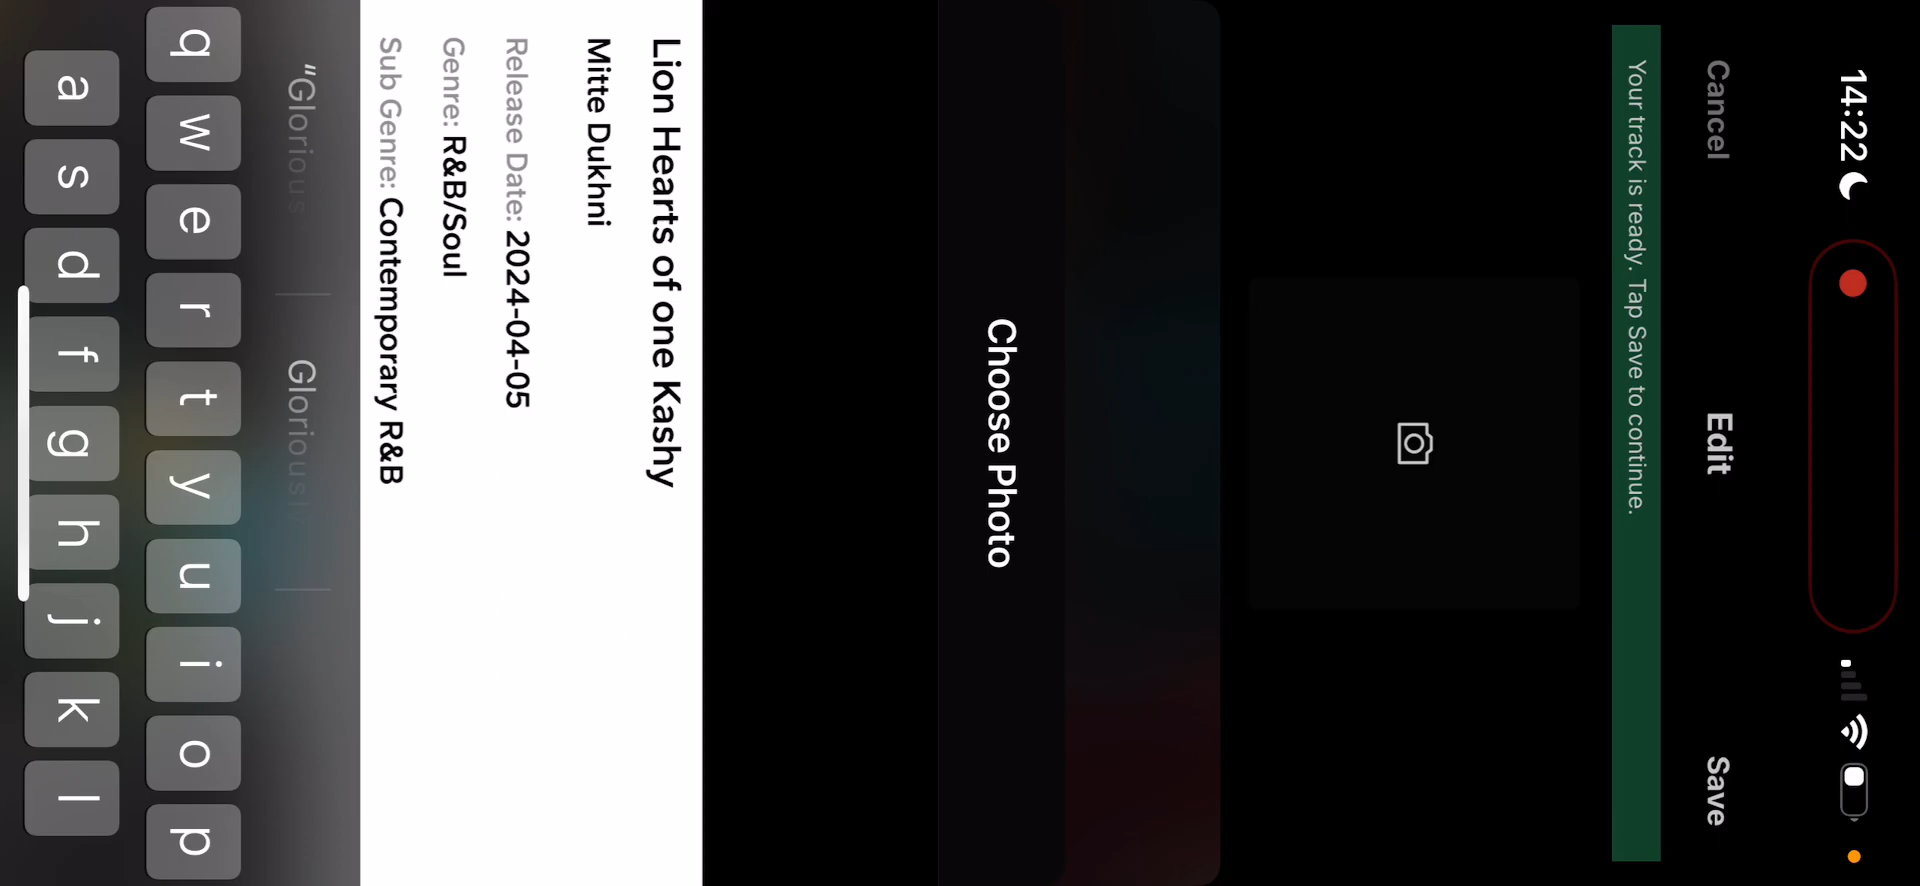 14:22
Cancel
Edit
Save
Your track is ready. Tap Save to continue.
Choose Photo
Lion Hearts of one Kashy
Mitte Dukhni
Release Date: 2024-04-05
Genre: R&B/Soul
Sub Genre: Contemporary R&B
"Glorious
Glorious!
q w e r t y u i o p
a s d f g h j k l